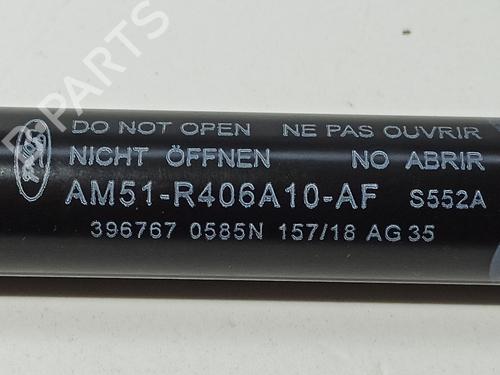 B-PARTS
Ford
DO NOT OPEN NE PAS OUVRIR
NICHT ÖFFNEN NO ABRIR
AM51-R406A10-AF S552A
396767 0585N 157/18 AG 35